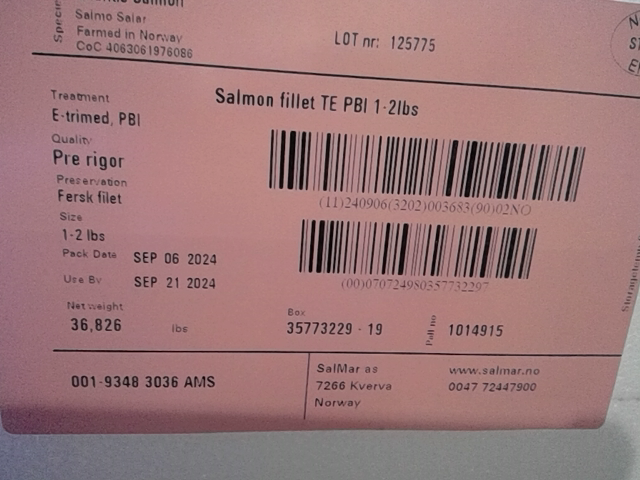 Salmon
Salmo Salar
Farmed in Norway
CoC 4063061976086
LOT nr: 125775
Salmon fillet TE PBI 1-2lbs
Treatment
E-trimed, PBI
Quality
Pre rigor
Preservation
Fersk filet
Size
1-2 lbs
Pack Date SEP 06 2024
Use By SEP 21 2024
(11)240906(3202)003683(90)02NO
(00)070724980357732297
Net weight
36,826 lbs
Box
35773229 - 19
Pall no 1014915
001-9348 3036 AMS
SalMar as
7266 Kverva
Norway
www.salmar.no
0047 72447900